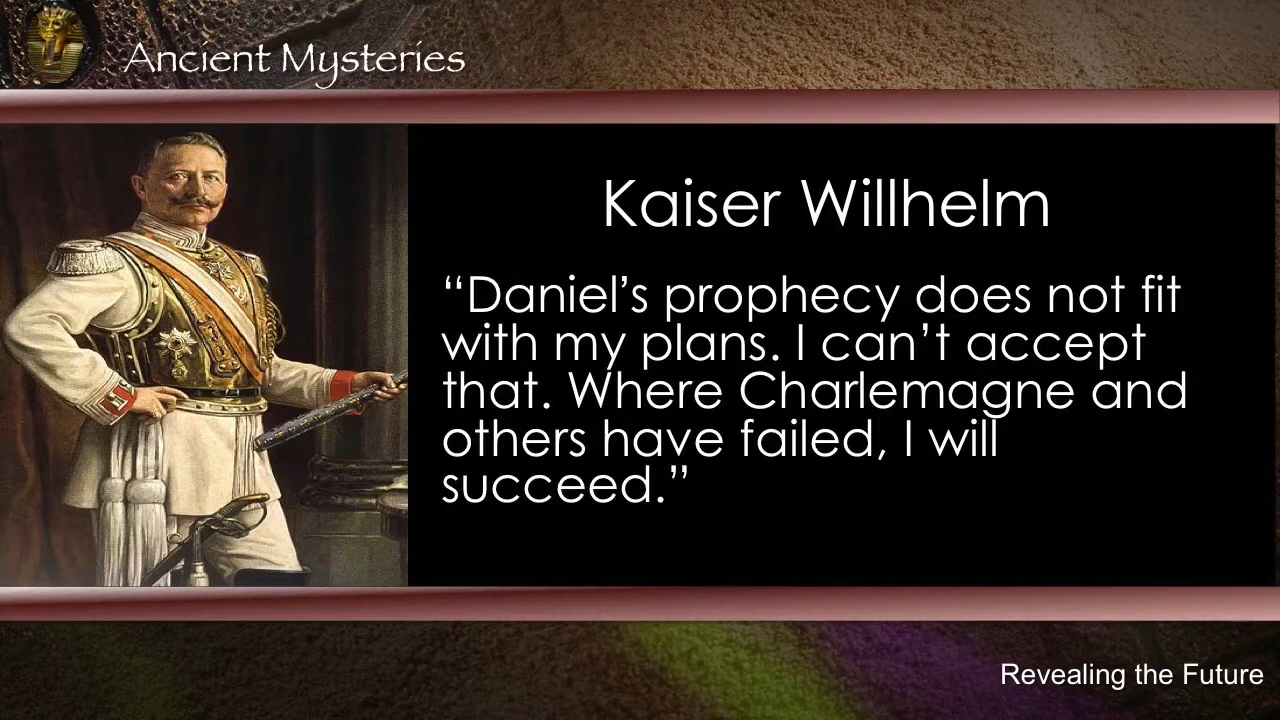 Ancient Mysteries
Kaiser Willhelm
“Daniel’s prophecy does not fit
with my plans. I can’t accept
that. Where Charlemagne and
others have failed, I will
succeed.”
Revealing the Future